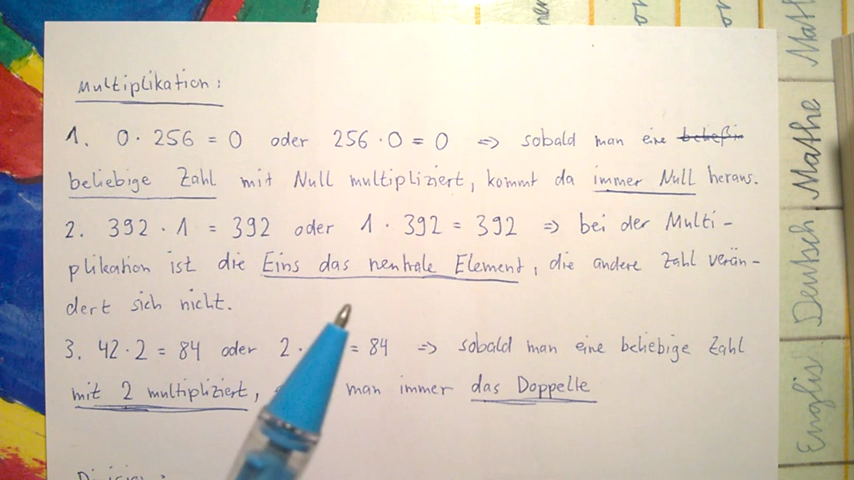 Multiplikation:
1. 0 · 256 = 0 oder 256 · 0 = 0 => sobald man eine
beliebige Zahl mit Null multipliziert, kommt da immer Null heraus.
2. 392 · 1 = 392 oder 1 · 392 = 392 => bei der Multi-
plikation ist die Eins das neutrale Element, die andere Zahl verän-
dert sich nicht.
3. 42 · 2 = 84 oder 2 · = 84 => sobald man eine beliebige Zahl
mit 2 multipliziert, man immer das Doppelte
Division:
Mathe
Mathe
Deutsch
Englis